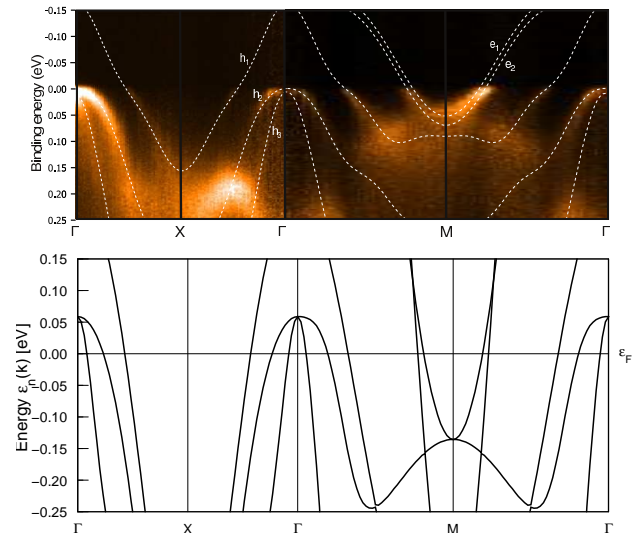 -0.15
-0.10
-0.05
0.00
0.05
0.10
0.15
0.20
0.25
Binding energy (eV)
h₁
h₂
h₃
e₁
e₂
Γ X Γ M Γ
0.15
0.10
0.05
0.00
−0.05
−0.10
−0.15
−0.20
−0.25
Energy εₙ(k) [eV]
εF
Γ X Γ M Γ